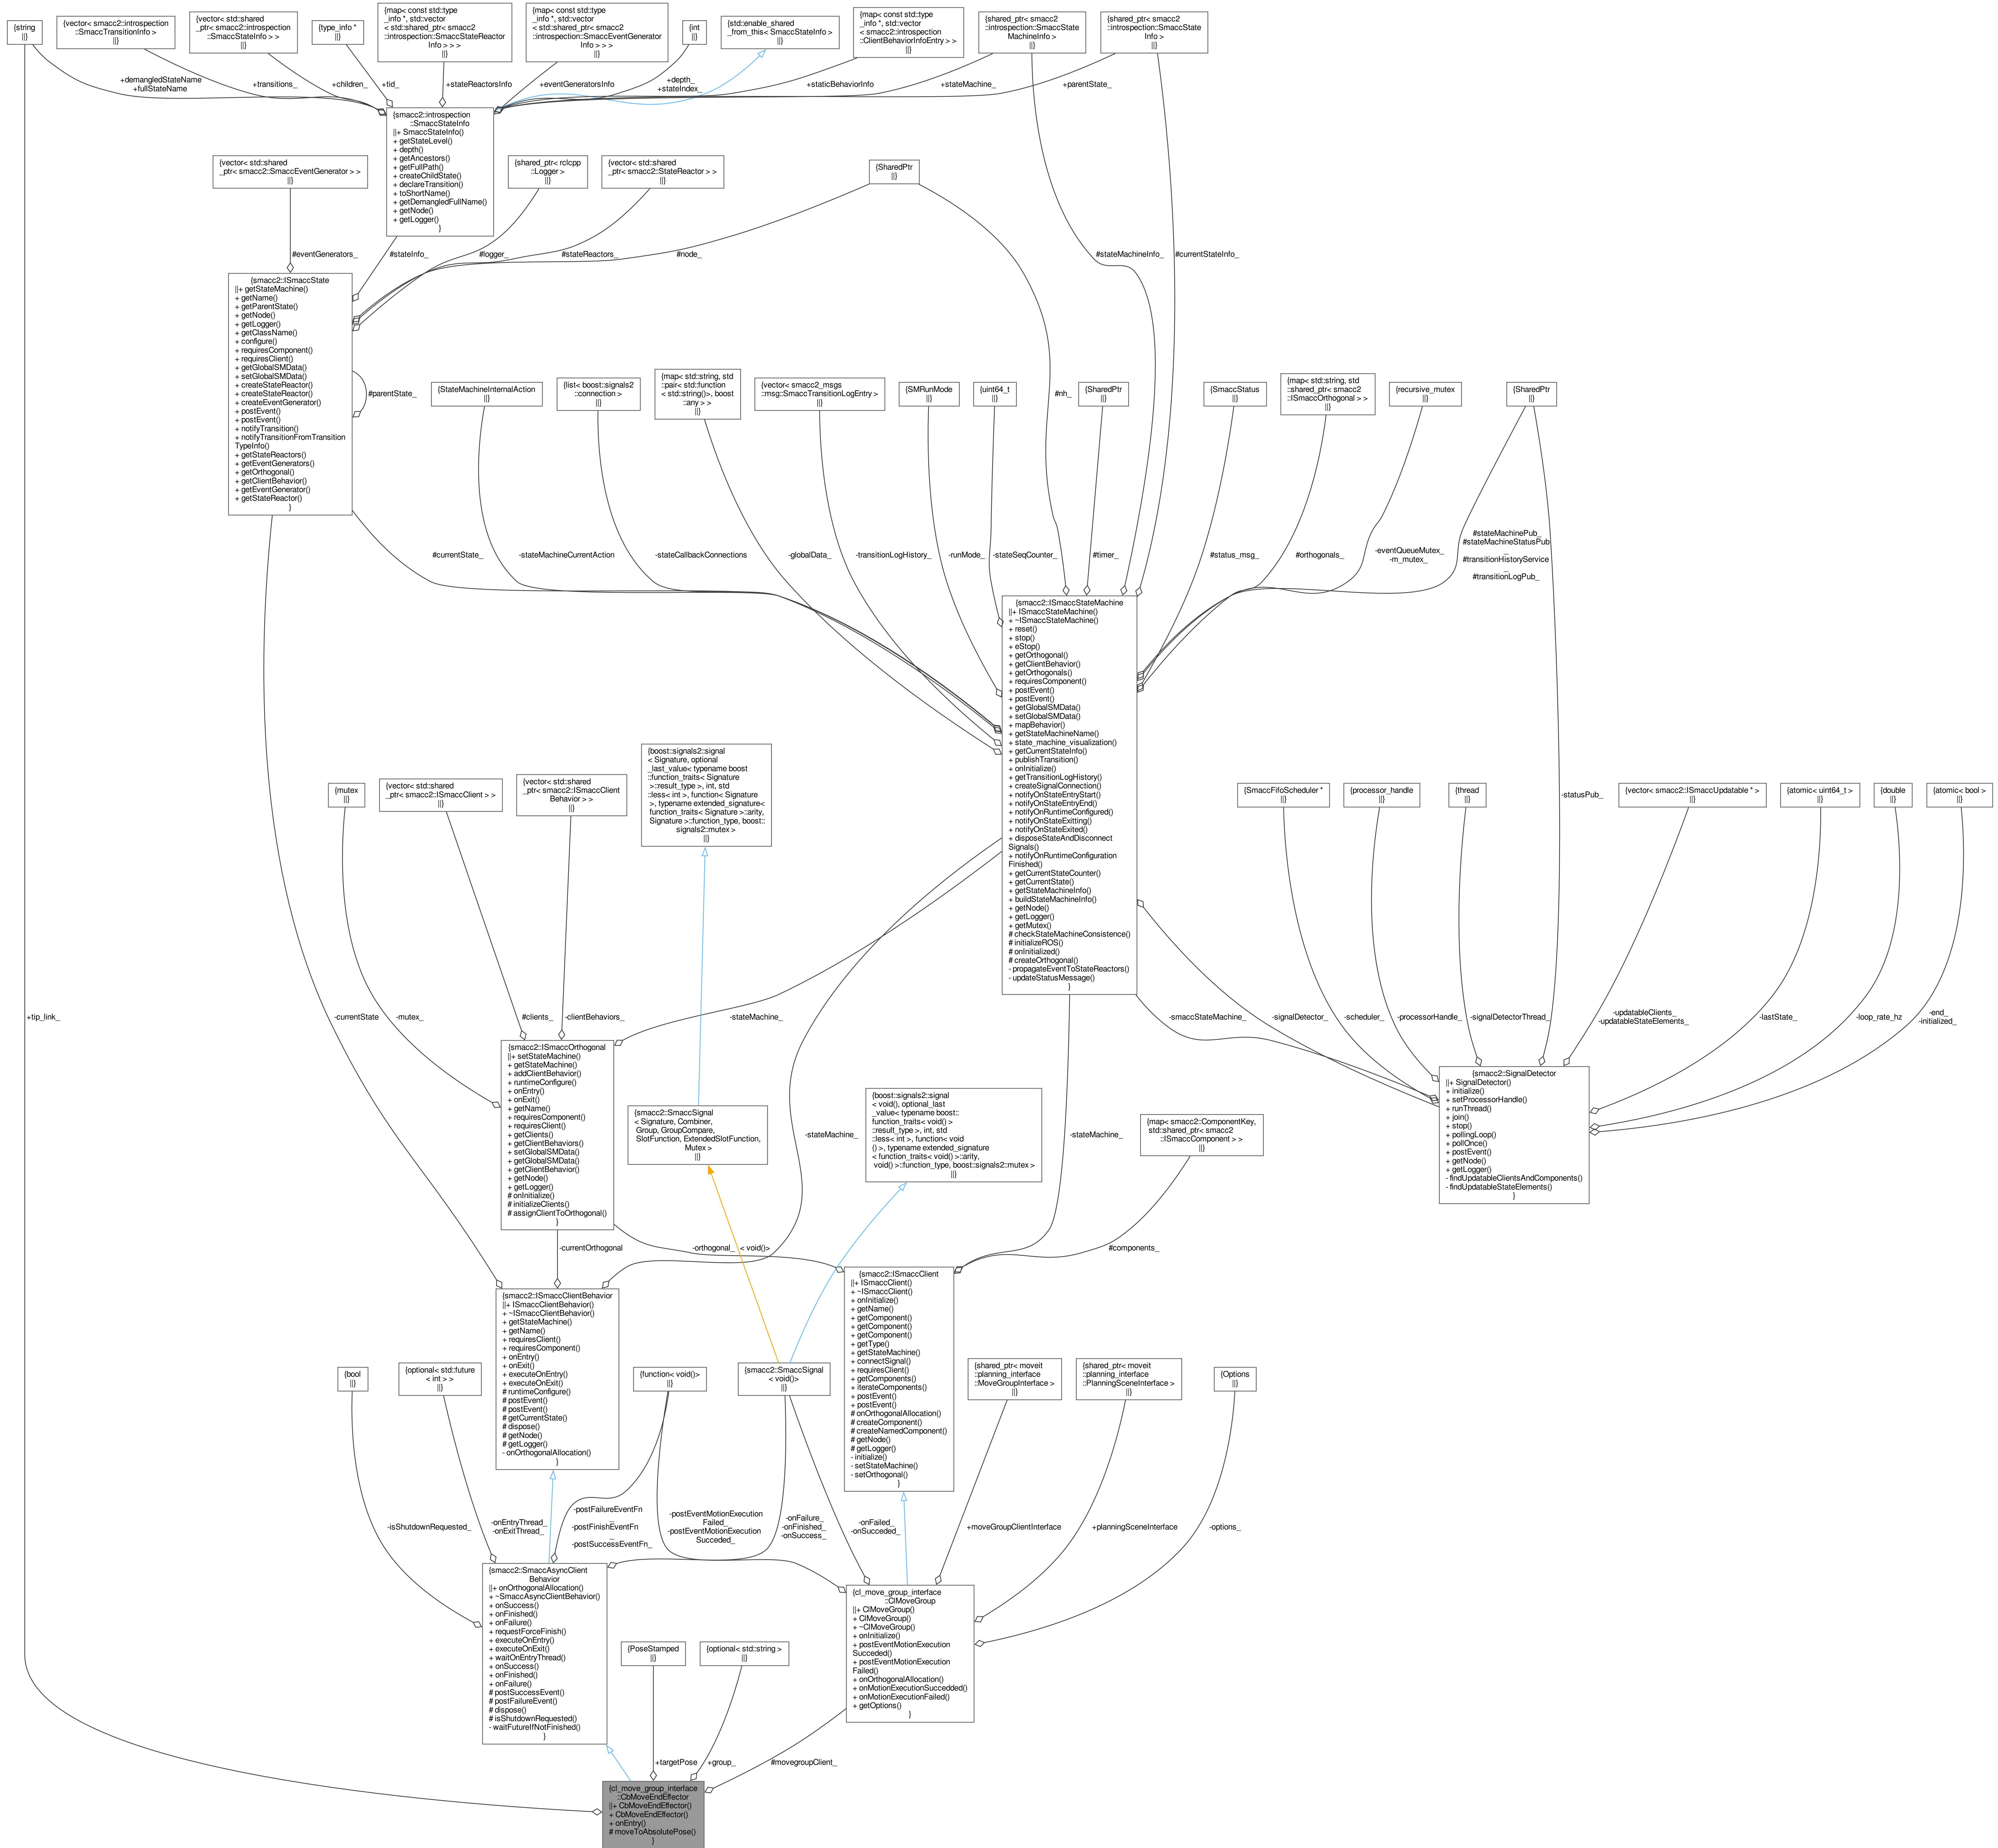 {string
||}
{vector< smacc2::introspection
::SmaccTransitionInfo >
||}
{vector< std::shared
_ptr< smacc2::introspection
::SmaccStateInfo > >
||}
{type_info *
||}
{map< const std::type
_info *, std::vector
< std::shared_ptr< smacc2
::introspection::SmaccStateReactor
Info > > >
||}
{map< const std::type
_info *, std::vector
< std::shared_ptr< smacc2
::introspection::SmaccEventGenerator
Info > > >
||}
{int
||}
{std::enable_shared
_from_this< SmaccStateInfo >
||}
{map< const std::type
_info *, std::vector
< smacc2::introspection
::ClientBehaviorInfoEntry > >
||}
{shared_ptr< smacc2
::introspection::SmaccState
MachineInfo >
||}
{shared_ptr< smacc2
::introspection::SmaccState
Info >
||}
+demangledStateName
+fullStateName
+transitions_
+children_
+tid_
+stateReactorsInfo
+eventGeneratorsInfo
+depth_
+stateIndex_
+staticBehaviorInfo
+stateMachine_
+parentState_
{smacc2::introspection
::SmaccStateInfo
||+ SmaccStateInfo()
+ getStateLevel()
+ depth()
+ getAncestors()
+ getFullPath()
+ createChildState()
+ declareTransition()
+ toShortName()
+ getDemangledFullName()
+ getNode()
+ getLogger()
}
{vector< std::shared
_ptr< smacc2::SmaccEventGenerator > >
||}
{shared_ptr< rclcpp
::Logger >
||}
{vector< std::shared
_ptr< smacc2::StateReactor > >
||}
{SharedPtr
||}
#eventGenerators_
#stateInfo_
#logger_
#stateReactors_
#node_
#stateMachineInfo_
#currentStateInfo_
{smacc2::ISmaccState
||+ getStateMachine()
+ getName()
+ getParentState()
+ getNode()
+ getLogger()
+ getClassName()
+ configure()
+ requiresComponent()
+ requiresClient()
+ getGlobalSMData()
+ setGlobalSMData()
+ createStateReactor()
+ createStateReactor()
+ createEventGenerator()
+ postEvent()
+ postEvent()
+ notifyTransition()
+ notifyTransitionFromTransition
TypeInfo()
+ getStateReactors()
+ getEventGenerators()
+ getOrthogonal()
+ getClientBehavior()
+ getEventGenerator()
+ getStateReactor()
}
#parentState_
{StateMachineInternalAction
||}
{list< boost::signals2
::connection >
||}
{map< std::string, std
::pair< std::function
< std::string()>, boost
::any > >
||}
{vector< smacc2_msgs
::msg::SmaccTransitionLogEntry >
||}
{SMRunMode
||}
{uint64_t
||}
#nh_
{SharedPtr
||}
{SmaccStatus
||}
{map< std::string, std
::shared_ptr< smacc2
::ISmaccOrthogonal > >
||}
{recursive_mutex
||}
{SharedPtr
||}
#currentState_
-stateMachineCurrentAction
-stateCallbackConnections
-globalData_
-transitionLogHistory_
-runMode_
-stateSeqCounter_
#timer_
#status_msg_
#orthogonals_
-eventQueueMutex_
-m_mutex_
#stateMachinePub_
#stateMachineStatusPub
_
#transitionHistoryService
_
#transitionLogPub_
{smacc2::ISmaccStateMachine
||+ ISmaccStateMachine()
+ ~ISmaccStateMachine()
+ reset()
+ stop()
+ eStop()
+ getOrthogonal()
+ getClientBehavior()
+ getOrthogonals()
+ requiresComponent()
+ postEvent()
+ postEvent()
+ getGlobalSMData()
+ setGlobalSMData()
+ mapBehavior()
+ getStateMachineName()
+ state_machine_visualization()
+ getCurrentStateInfo()
+ publishTransition()
+ onInitialize()
+ getTransitionLogHistory()
+ createSignalConnection()
+ notifyOnStateEntryStart()
+ notifyOnStateEntryEnd()
+ notifyOnRuntimeConfigured()
+ notifyOnStateExitting()
+ notifyOnStateExited()
+ disposeStateAndDisconnect
Signals()
+ notifyOnRuntimeConfiguration
Finished()
+ getCurrentStateCounter()
+ getCurrentState()
+ getStateMachineInfo()
+ buildStateMachineInfo()
+ getNode()
+ getLogger()
+ getMutex()
# checkStateMachineConsistence()
# initializeROS()
# onInitialized()
# createOrthogonal()
- propagateEventToStateReactors()
- updateStatusMessage()
}
{mutex
||}
{vector< std::shared
_ptr< smacc2::ISmaccClient > >
||}
{vector< std::shared
_ptr< smacc2::ISmaccClient
Behavior > >
||}
{boost::signals2::signal
< Signature, optional
_last_value< typename boost
::function_traits< Signature
>::result_type >, int, std
::less< int >, function< Signature
>, typename extended_signature<
function_traits< Signature >::arity,
Signature >::function_type, boost::
signals2::mutex >
||}
{SmaccFifoScheduler *
||}
{processor_handle
||}
{thread
||}
-statusPub_
{vector< smacc2::ISmaccUpdatable * >
||}
{atomic< uint64_t >
||}
{double
||}
{atomic< bool >
||}
+tip_link_
-currentState
-mutex_
#clients_
-clientBehaviors_
-stateMachine_
-smaccStateMachine_
-signalDetector_
-scheduler_
-processorHandle_
-signalDetectorThread_
-updatableClients_
-updatableStateElements_
-lastState_
-loop_rate_hz
-end_
-initialized_
{smacc2::ISmaccOrthogonal
||+ setStateMachine()
+ getStateMachine()
+ addClientBehavior()
+ runtimeConfigure()
+ onEntry()
+ onExit()
+ getName()
+ requiresComponent()
+ requiresClient()
+ getClients()
+ getClientBehaviors()
+ setGlobalSMData()
+ getGlobalSMData()
+ getClientBehavior()
+ getNode()
+ getLogger()
# onInitialize()
# initializeClients()
# assignClientToOrthogonal()
}
{smacc2::SmaccSignal
< Signature, Combiner,
Group, GroupCompare,
SlotFunction, ExtendedSlotFunction,
Mutex >
||}
{boost::signals2::signal
< void(), optional_last
_value< typename boost::
function_traits< void() >
::result_type >, int, std
::less< int >, function< void
() >, typename extended_signature
< function_traits< void() >::arity,
void() >::function_type, boost::signals2::mutex >
||}
-stateMachine_
-stateMachine_
{map< smacc2::ComponentKey,
std::shared_ptr< smacc2
::ISmaccComponent > >
||}
{smacc2::SignalDetector
||+ SignalDetector()
+ initialize()
+ setProcessorHandle()
+ runThread()
+ join()
+ stop()
+ pollingLoop()
+ pollOnce()
+ postEvent()
+ getNode()
+ getLogger()
- findUpdatableClientsAndComponents()
- findUpdatableStateElements()
}
-currentOrthogonal
-orthogonal_
< void()>
#components_
{smacc2::ISmaccClientBehavior
||+ ISmaccClientBehavior()
+ ~ISmaccClientBehavior()
+ getStateMachine()
+ getName()
+ requiresClient()
+ requiresComponent()
+ onEntry()
+ onExit()
+ executeOnEntry()
+ executeOnExit()
# runtimeConfigure()
# postEvent()
# postEvent()
# getCurrentState()
# dispose()
# getNode()
# getLogger()
- onOrthogonalAllocation()
}
{smacc2::ISmaccClient
||+ ISmaccClient()
+ ~ISmaccClient()
+ onInitialize()
+ getName()
+ getComponent()
+ getComponent()
+ getComponent()
+ getType()
+ getStateMachine()
+ connectSignal()
+ requiresClient()
+ getComponents()
+ iterateComponents()
+ postEvent()
+ postEvent()
# onOrthogonalAllocation()
# createComponent()
# createNamedComponent()
# getNode()
# getLogger()
- initialize()
- setStateMachine()
- setOrthogonal()
}
{bool
||}
{optional< std::future
< int > >
||}
{function< void()>
||}
{smacc2::SmaccSignal
< void()>
||}
{shared_ptr< moveit
::planning_interface
::MoveGroupInterface >
||}
{shared_ptr< moveit
::planning_interface
::PlanningSceneInterface >
||}
{Options
||}
-isShutdownRequested_
-onEntryThread_
-onExitThread_
-postFailureEventFn
_
-postFinishEventFn
_
-postSuccessEventFn_
-postEventMotionExecution
Failed_
-postEventMotionExecution
Succeded_
-onFailure_
-onFinished_
-onSuccess_
-onFailed_
-onSucceded_
+moveGroupClientInterface
+planningSceneInterface
-options_
{smacc2::SmaccAsyncClient
Behavior
||+ onOrthogonalAllocation()
+ ~SmaccAsyncClientBehavior()
+ onSuccess()
+ onFinished()
+ onFailure()
+ requestForceFinish()
+ executeOnEntry()
+ executeOnExit()
+ waitOnEntryThread()
+ onSuccess()
+ onFinished()
+ onFailure()
# postSuccessEvent()
# postFailureEvent()
# dispose()
# isShutdownRequested()
- waitFutureIfNotFinished()
}
{cl_move_group_interface
::ClMoveGroup
||+ ClMoveGroup()
+ ClMoveGroup()
+ ~ClMoveGroup()
+ onInitialize()
+ postEventMotionExecution
Succeded()
+ postEventMotionExecution
Failed()
+ onOrthogonalAllocation()
+ onMotionExecutionSuccedded()
+ onMotionExecutionFailed()
+ getOptions()
}
{PoseStamped
||}
{optional< std::string >
||}
+targetPose
+group_
#movegroupClient_
{cl_move_group_interface
::CbMoveEndEffector
||+ CbMoveEndEffector()
+ CbMoveEndEffector()
+ onEntry()
# moveToAbsolutePose()
}